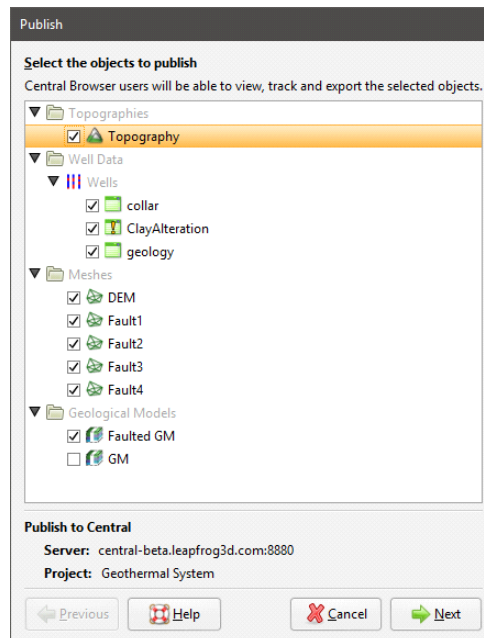 Publish
Select the objects to publish
Central Browser users will be able to view, track and export the selected objects.
Topographies
Topography
Well Data
Wells
collar
ClayAlteration
geology
Meshes
DEM
Fault1
Fault2
Fault3
Fault4
Geological Models
Faulted GM
GM
Publish to Central
Server: central-beta.leapfrog3d.com:8880
Project: Geothermal System
Previous Help Cancel Next